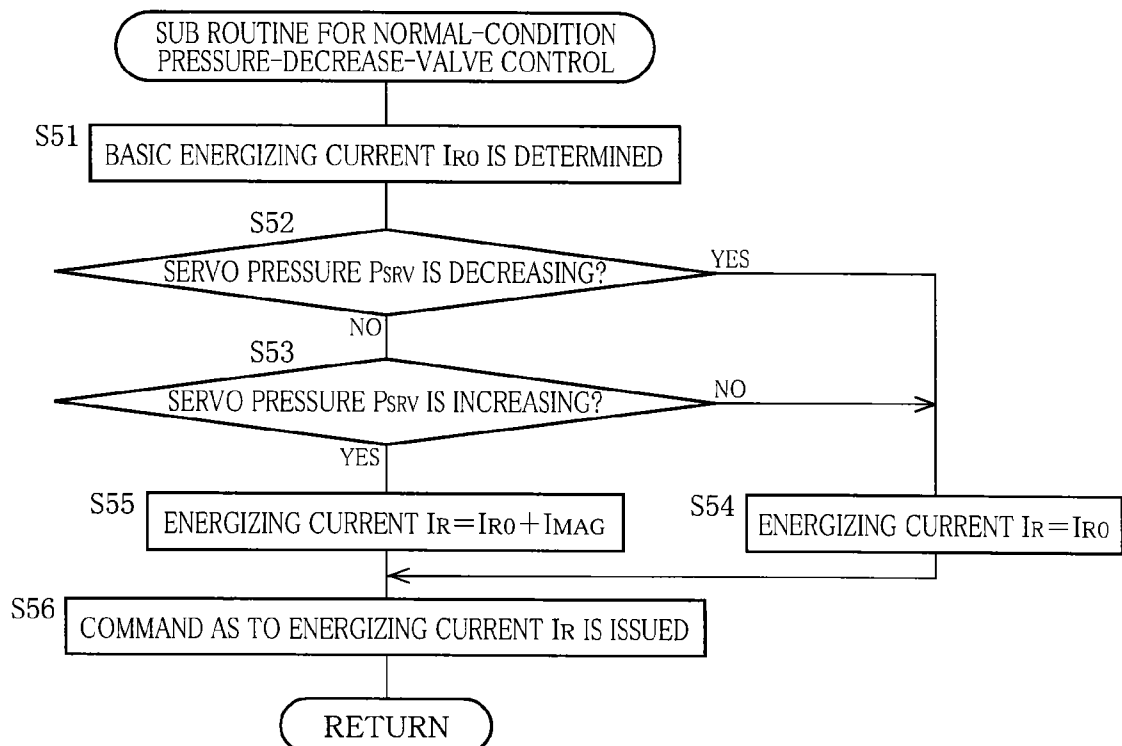 SUB ROUTINE FOR NORMAL-CONDITION
PRESSURE-DECREASE-VALVE CONTROL
S51
BASIC ENERGIZING CURRENT IR0 IS DETERMINED
S52
SERVO PRESSURE PSRV IS DECREASING?
YES
NO
S53
SERVO PRESSURE PSRV IS INCREASING?
NO
YES
S55
ENERGIZING CURRENT IR=IR0+IMAG
S54
ENERGIZING CURRENT IR=IR0
S56
COMMAND AS TO ENERGIZING CURRENT IR IS ISSUED
RETURN